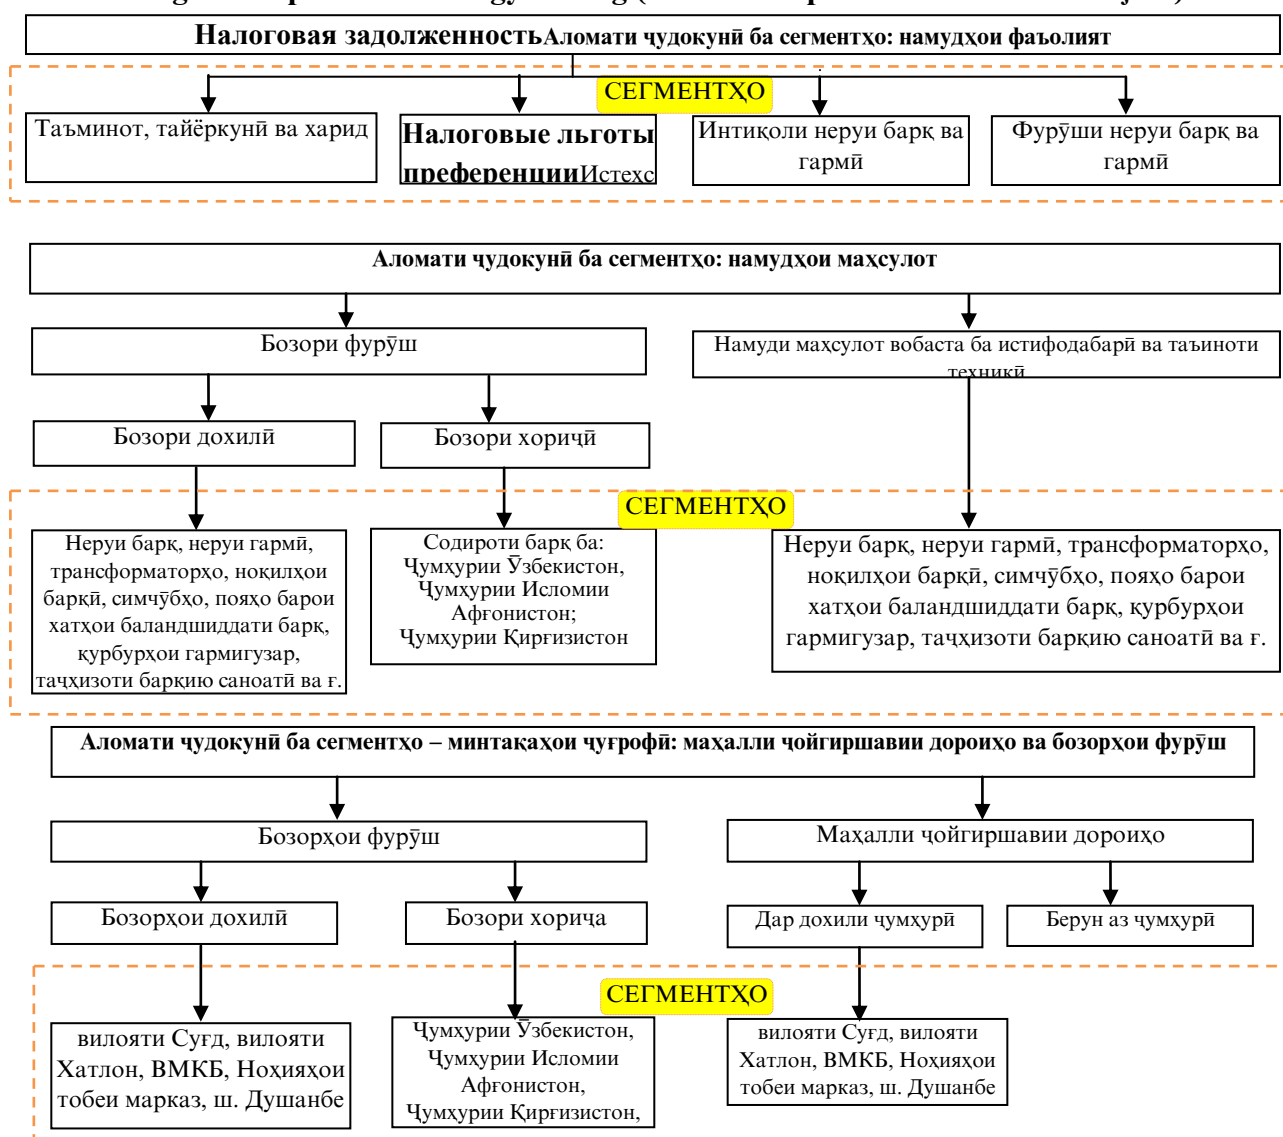 Налоговая задолженностьАломати ҷудокунӣ ба сегментҳо: намудҳои фаъолият
СЕГМЕНТҲО
Таъминот, тайёркунӣ ва харид
Налоговые льготы
преференцииИстеҳс
Интиқоли неруи барқ ва
гармӣ
Фурӯши неруи барқ ва
гармӣ
Аломати ҷудокунӣ ба сегментҳо: намудҳои маҳсулот
Бозори фурӯш
Намуди маҳсулот вобаста ба истифодабарӣ ва таъиноти
техникӣ
Бозори дохилӣ
Бозори хориҷӣ
СЕГМЕНТҲО
Неруи барқ, неруи гармӣ,
трансформаторҳо, ноқилҳои
барқӣ, симчӯбҳо, пояҳо барои
хатҳои баландшиддати барқ,
қурбурҳои гармигузар,
таҷҳизоти барқию саноатӣ ва ғ.
Содироти барқ ба:
Ҷумҳурии Ӯзбекистон,
Ҷумҳурии Исломии
Афғонистон;
Ҷумҳурии Қирғизистон
Неруи барқ, неруи гармӣ, трансформаторҳо,
ноқилҳои барқӣ, симчӯбҳо, пояҳо барои
хатҳои баландшиддати барқ, қурбурҳои
гармигузар, таҷҳизоти барқию саноатӣ ва ғ.
Аломати ҷудокунӣ ба сегментҳо – минтақаҳои ҷуғрофӣ: маҳалли ҷойгиршавии дороиҳо ва бозорҳои фурӯш
Бозорҳои фурӯш
Маҳалли ҷойгиршавии дороиҳо
Бозорҳои дохилӣ
Бозори хориҷа
Дар дохили ҷумҳурӣ
Берун аз ҷумҳурӣ
СЕГМЕНТҲО
вилояти Суғд, вилояти
Хатлон, ВМКБ, Ноҳияҳои
тобеи марказ, ш. Душанбе
Ҷумҳурии Ӯзбекистон,
Ҷумҳурии Исломии
Афғонистон,
Ҷумҳурии Қирғизистон,
вилояти Суғд, вилояти
Хатлон, ВМКБ, Ноҳияҳои
тобеи марказ, ш. Душанбе